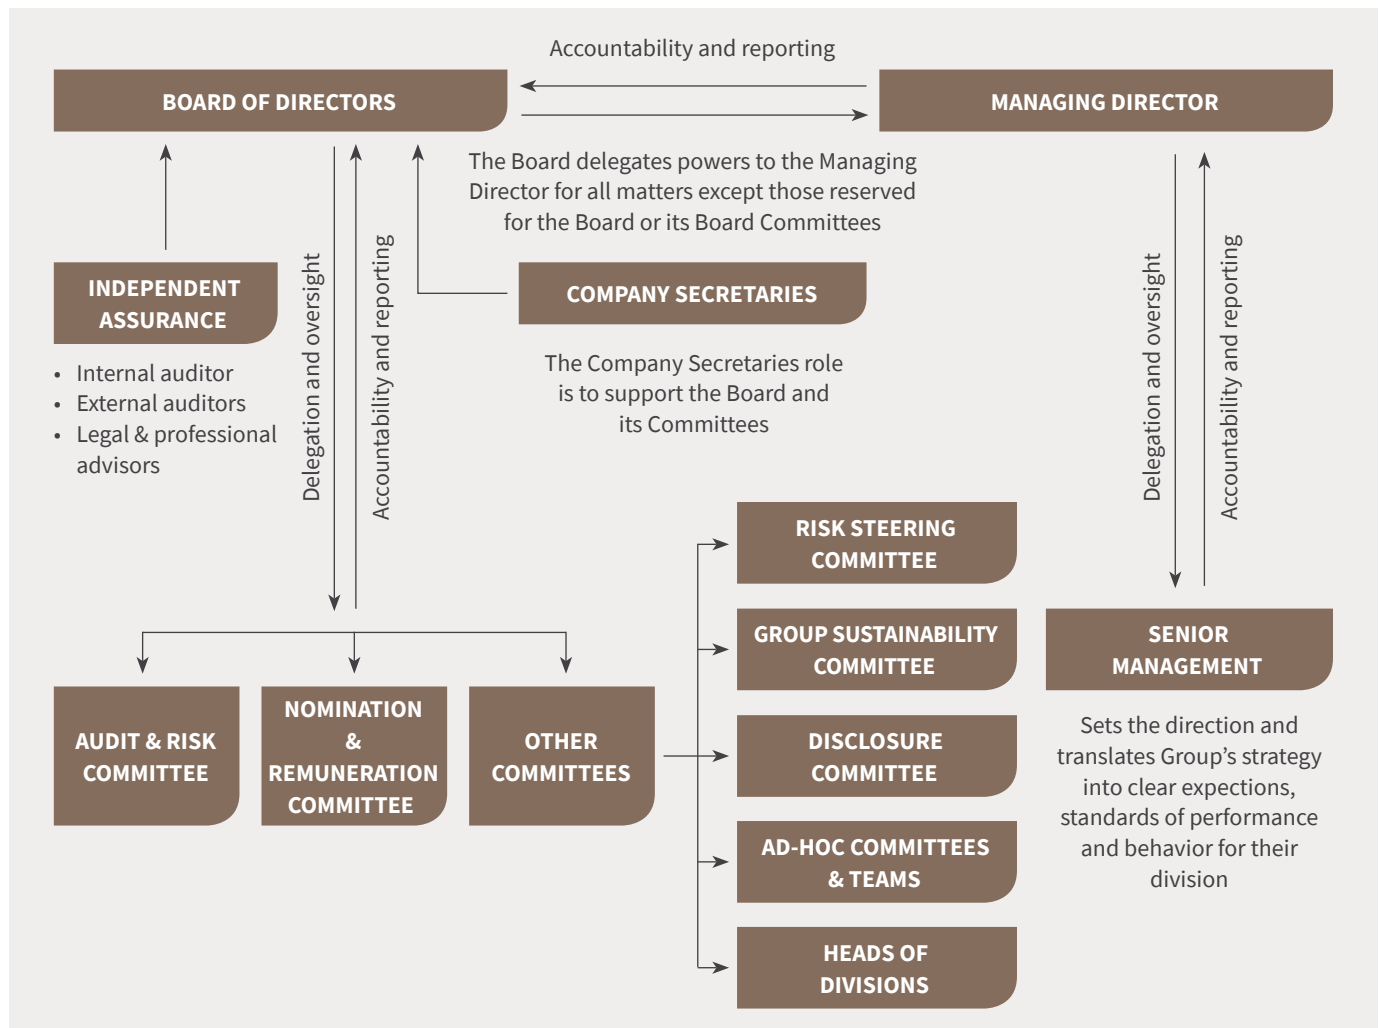 Accountability and reporting
BOARD OF DIRECTORS
MANAGING DIRECTOR
The Board delegates powers to the Managing
Director for all matters except those reserved
for the Board or its Board Committees
INDEPENDENT
ASSURANCE
• Internal auditor
• External auditors
• Legal & professional
advisors
Delegation and oversight
Accountability and reporting
COMPANY SECRETARIES
The Company Secretaries role
is to support the Board and
its Committees
Delegation and oversight
Accountability and reporting
AUDIT & RISK
COMMITTEE
NOMINATION
&
REMUNERATION
COMMITTEE
OTHER
COMMITTEES
RISK STEERING
COMMITTEE
GROUP SUSTAINABILITY
COMMITTEE
DISCLOSURE
COMMITTEE
AD-HOC COMMITTEES
& TEAMS
HEADS OF
DIVISIONS
SENIOR
MANAGEMENT
Sets the direction and
translates Group’s strategy
into clear expections,
standards of performance
and behavior for their
division